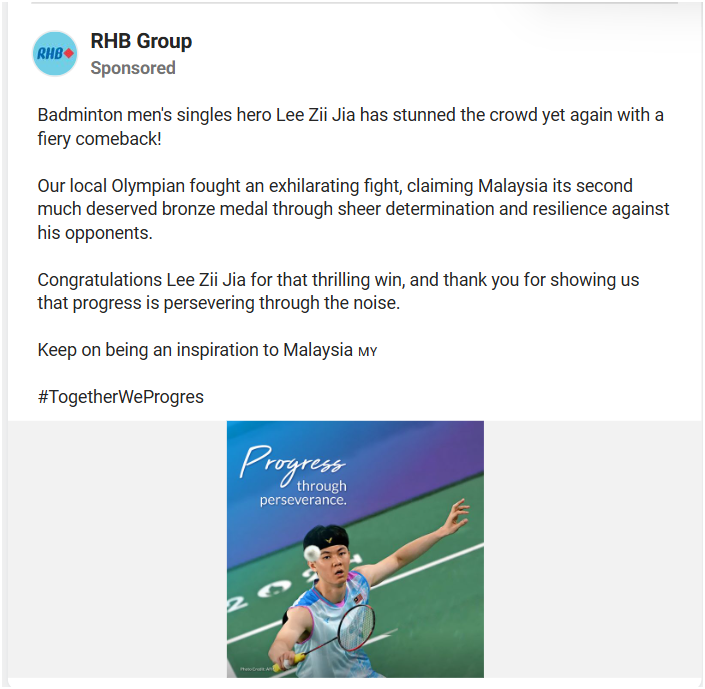 RHB
RHB Group
Sponsored
Badminton men's singles hero Lee Zii Jia has stunned the crowd yet again with a
fiery comeback!
Our local Olympian fought an exhilarating fight, claiming Malaysia its second
much deserved bronze medal through sheer determination and resilience against
his opponents.
Congratulations Lee Zii Jia for that thrilling win, and thank you for showing us
that progress is persevering through the noise.
Keep on being an inspiration to Malaysia MY
#TogetherWeProgres
Progress
through
perseverance.
Photo Credit: